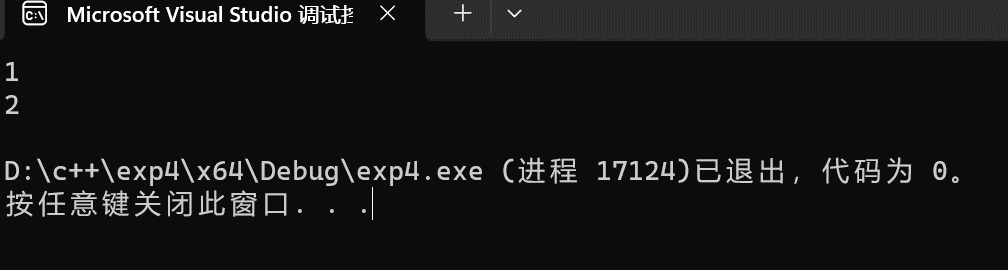 Microsoft Visual Studio 调试
1
2
D:\c++\exp4\x64\Debug\exp4.exe (进程 17124)已退出，代码为 0。
按任意键关闭此窗口. . .